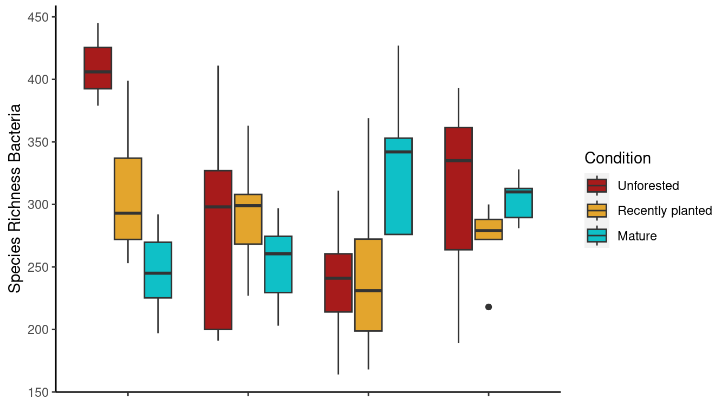 450
400
350
300
250
200
150
Species Richness Bacteria
Condition
Unforested
Recently planted
Mature